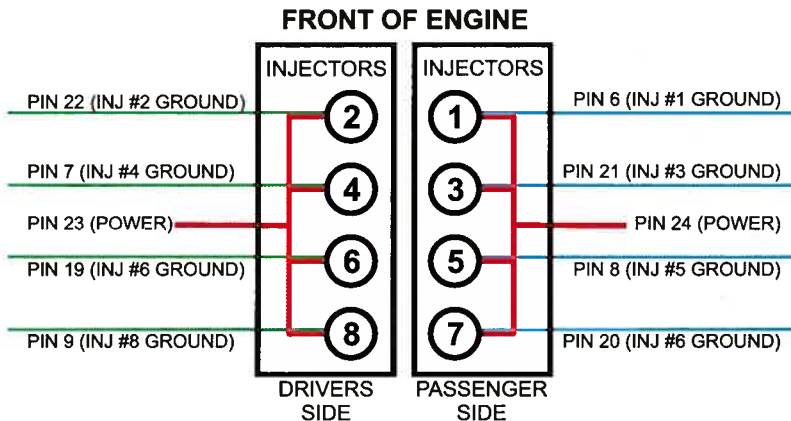 FRONT OF ENGINE
INJECTORS
INJECTORS
PIN 22 (INJ #2 GROUND)
2
1
PIN 6 (INJ #1 GROUND)
PIN 7 (INJ #4 GROUND)
4
3
PIN 21 (INJ #3 GROUND)
PIN 23 (POWER)
PIN 24 (POWER)
PIN 19 (INJ #6 GROUND)
6
5
PIN 8 (INJ #5 GROUND)
PIN 9 (INJ #8 GROUND)
8
7
PIN 20 (INJ #6 GROUND)
DRIVERS
SIDE
PASSENGER
SIDE